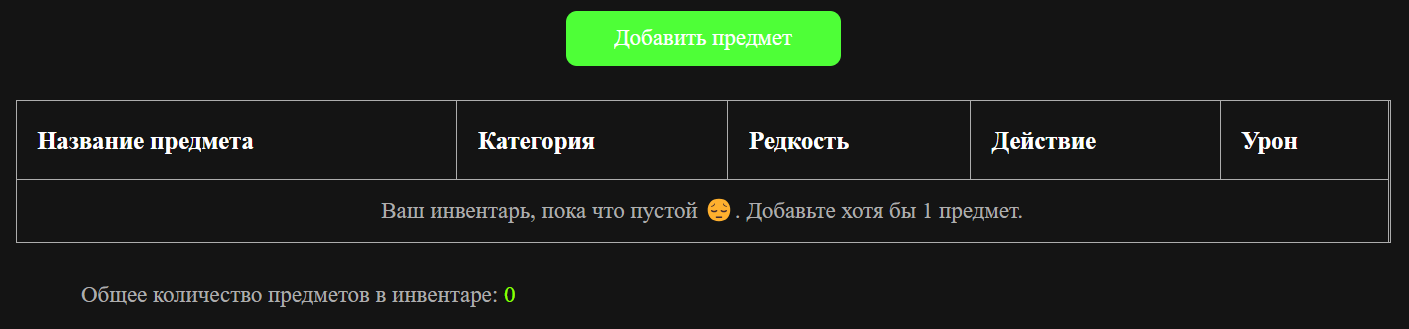 Добавить предмет
Название предмета Категория Редкость Действие Урон
Ваш инвентарь, пока что пустой 😔. Добавьте хотя бы 1 предмет.
Общее количество предметов в инвентаре: 0